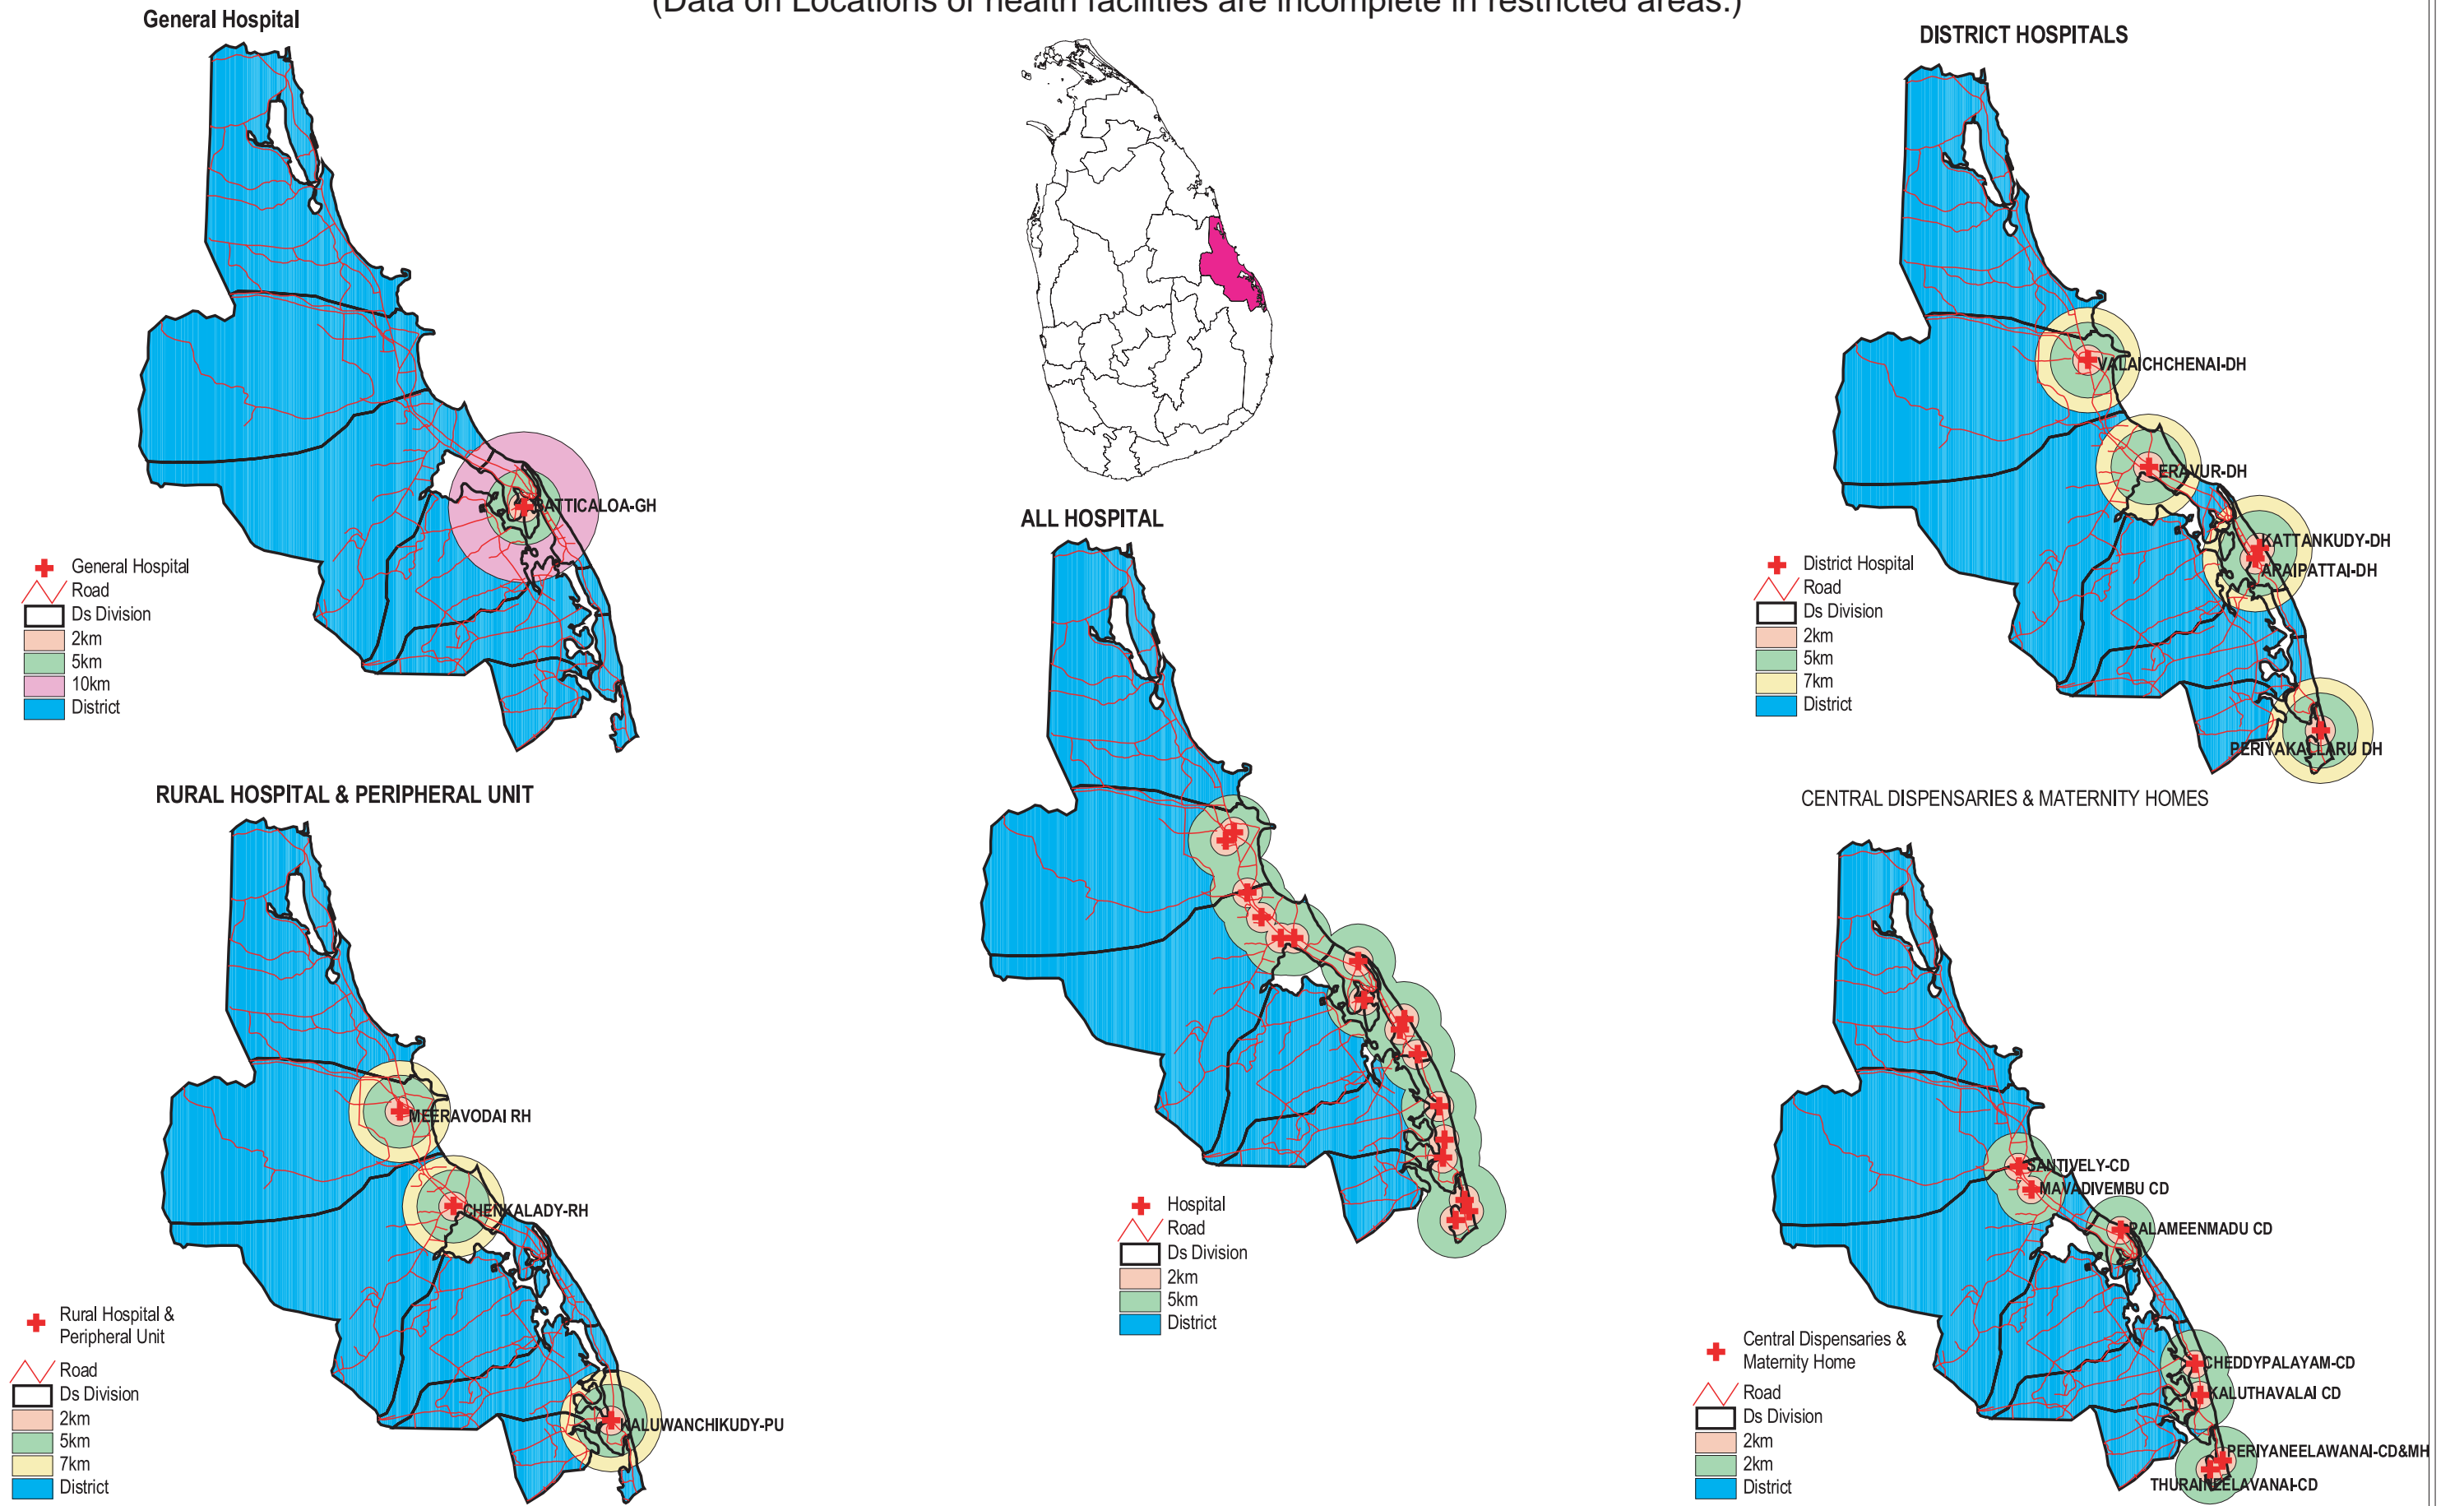 (Data on Locations of health facilities are incomplete in restricted areas.)
General Hospital
BATTICALOA-GH
General Hospital
Road
Ds Division
2km
5km
10km
District
DISTRICT HOSPITALS
VALAICHCHENAI-DH
ERAVUR-DH
KATTANKUDY-DH
ARAIPATTAI-DH
PERIYAKALLARU DH
District Hospital
Road
Ds Division
2km
5km
7km
District
ALL HOSPITAL
Hospital
Road
Ds Division
2km
5km
District
RURAL HOSPITAL & PERIPHERAL UNIT
MEERAVODAI RH
CHENKALADY-RH
KALUWANCHIKUDY-PU
Rural Hospital &
Peripheral Unit
Road
Ds Division
2km
5km
7km
District
CENTRAL DISPENSARIES & MATERNITY HOMES
SANTIVELY-CD
MAVADIVEMBU CD
PALAMEENMADU CD
CHEDDYPALAYAM-CD
KALUTHAVALAI CD
PERIYANEELAWANAI-CD&MH
THURAINEELAVANAI-CD
Central Dispensaries &
Maternity Home
Road
Ds Division
2km
2km
District